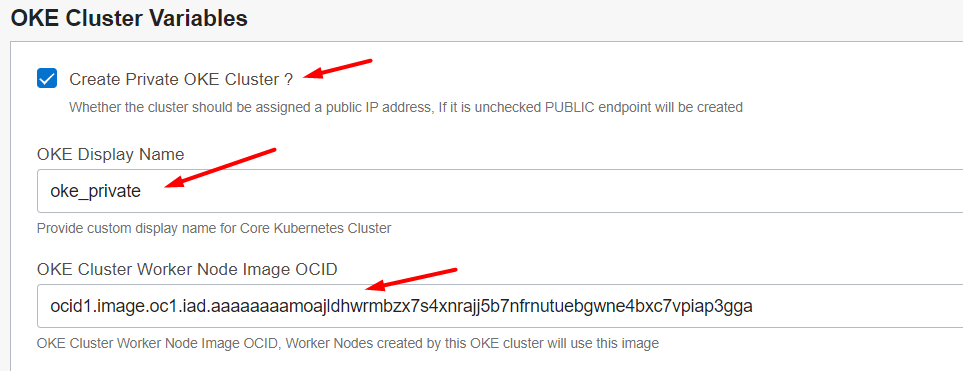 OKE Cluster Variables
Create Private OKE Cluster ?
Whether the cluster should be assigned a public IP address, If it is unchecked PUBLIC endpoint will be created
OKE Display Name
oke_private
Provide custom display name for Core Kubernetes Cluster
OKE Cluster Worker Node Image OCID
ocid1.image.oc1.iad.aaaaaaaamoajldhwrmbzx7s4xnrajj5b7nfrnutuebgwne4bxc7vpiap3gga
OKE Cluster Worker Node Image OCID, Worker Nodes created by this OKE cluster will use this image